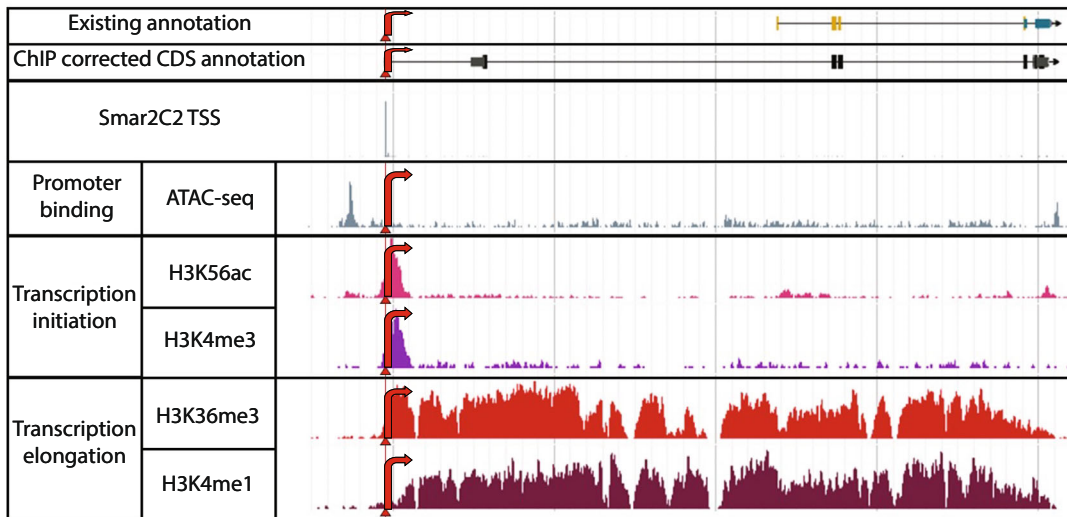 Existing annotation
ChIP corrected CDS annotation
Smar2C2 TSS
Promoter
binding
ATAC-seq
Transcription
initiation
H3K56ac
H3K4me3
Transcription
elongation
H3K36me3
H3K4me1